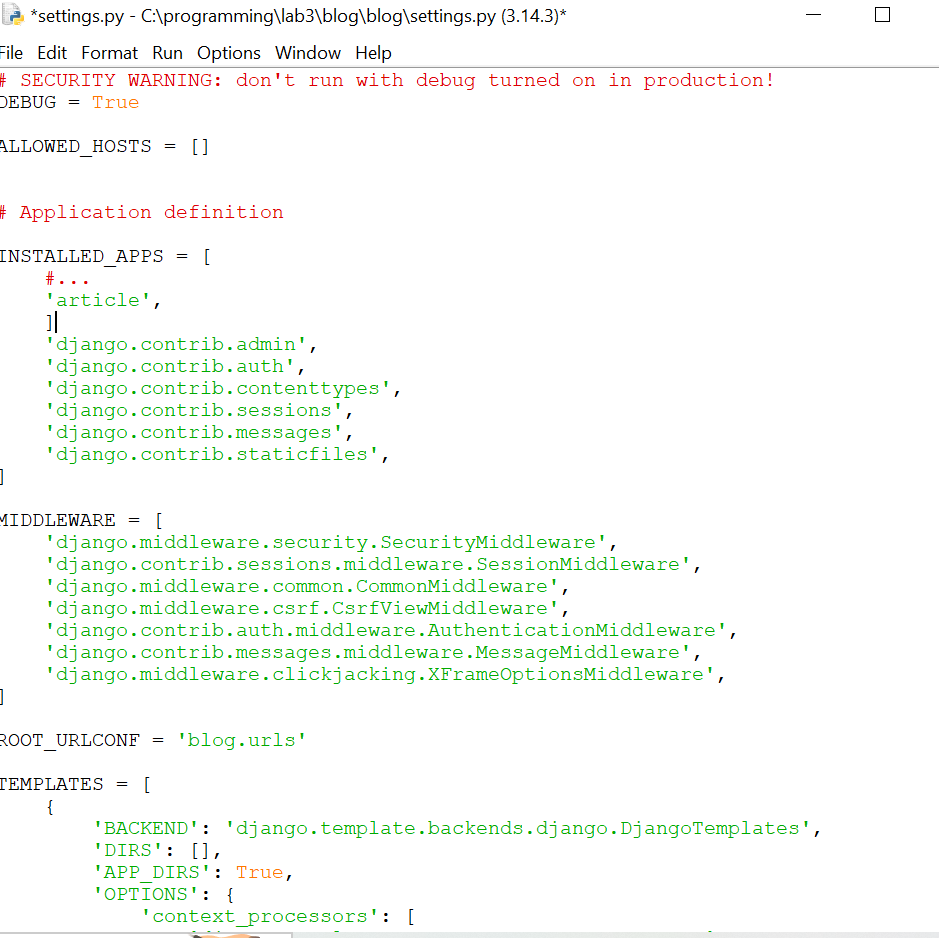 *settings.py - C:\programming\lab3\blog\blog\settings.py (3.14.3)*
File Edit Format Run Options Window Help
# SECURITY WARNING: don't run with debug turned on in production!
DEBUG = True
ALLOWED_HOSTS = []
# Application definition
INSTALLED_APPS = [
    #...
    'article',
    ]
    'django.contrib.admin',
    'django.contrib.auth',
    'django.contrib.contenttypes',
    'django.contrib.sessions',
    'django.contrib.messages',
    'django.contrib.staticfiles',
]
MIDDLEWARE = [
    'django.middleware.security.SecurityMiddleware',
    'django.contrib.sessions.middleware.SessionMiddleware',
    'django.middleware.common.CommonMiddleware',
    'django.middleware.csrf.CsrfViewMiddleware',
    'django.contrib.auth.middleware.AuthenticationMiddleware',
    'django.contrib.messages.middleware.MessageMiddleware',
    'django.middleware.clickjacking.XFrameOptionsMiddleware',
]
ROOT_URLCONF = 'blog.urls'
TEMPLATES = [
    {
        'BACKEND': 'django.template.backends.django.DjangoTemplates',
        'DIRS': [],
        'APP_DIRS': True,
        'OPTIONS': {
            'context_processors': [